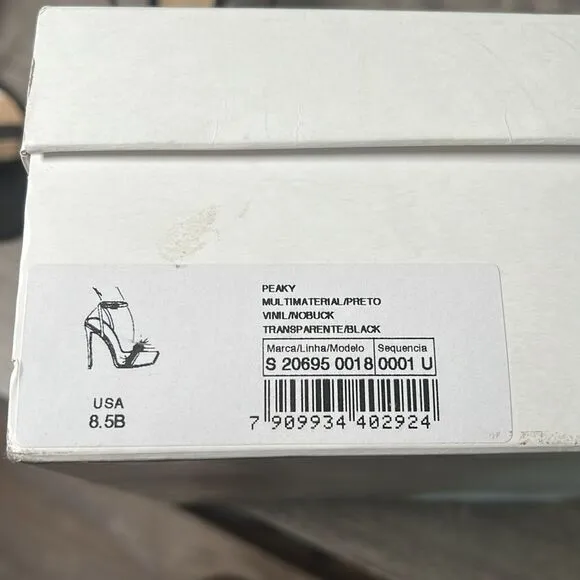 PEAKY
MULTIMATERIAL/PRETO
VINIL/NOBUCK
TRANSPARENTE/BLACK
Marca/Linha/Modelo Sequencia
S 20695 0018 0001 U
7 909934 402924
USA
8.5B